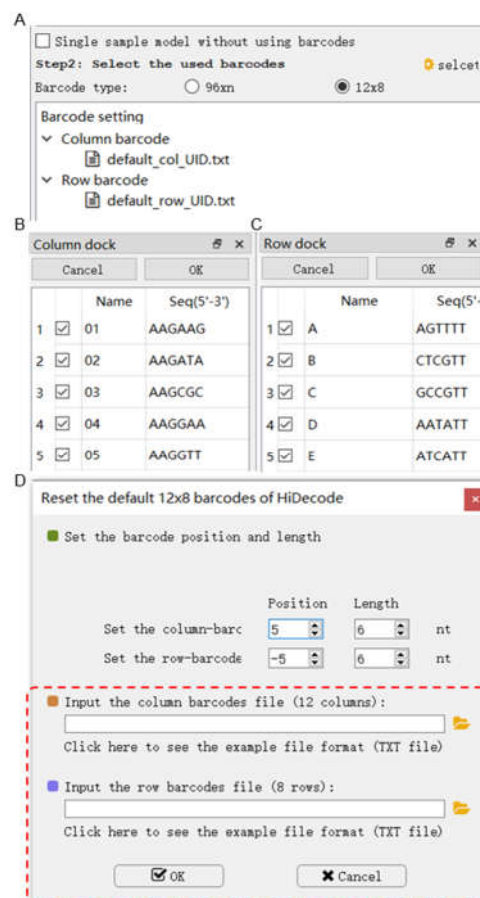 A
Single sample model without using barcodes
Step2: Select the used barcodes selcet
Barcode type: 96xn 12x8
Barcode setting
Column barcode
default_col_UID.txt
Row barcode
default_row_UID.txt
B
Column dock
Cancel OK
Name Seq(5'-3')
1 01 AAGAAG
2 02 AAGATA
3 03 AAGCGC
4 04 AAGGAA
5 05 AAGGTT
C
Row dock
Cancel OK
Name Seq(5'-
1 A AGTTTT
2 B CTCGTT
3 C GCCGTT
4 D AATATT
5 E ATCATT
D
Reset the default 12x8 barcodes of HiDecode
Set the barcode position and length
Position Length
Set the column-barc 5 6 nt
Set the row-barcode -5 6 nt
Input the column barcodes file (12 columns):
Click here to see the example file format (TXT file)
Input the row barcodes file (8 rows):
Click here to see the example file format (TXT file)
OK Cancel